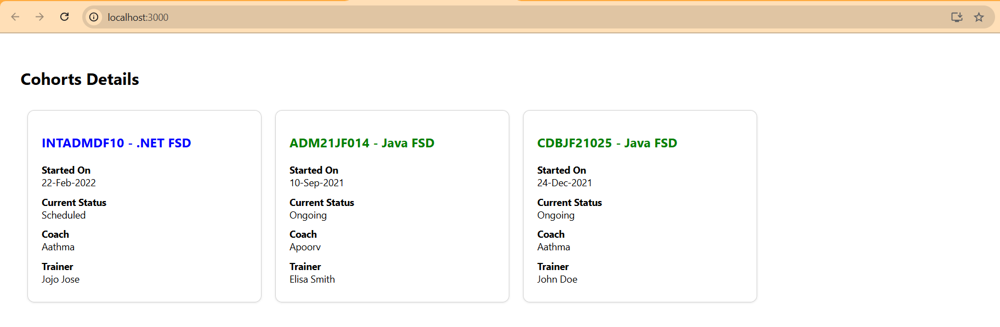 localhost:3000
Cohorts Details
INTADMDF10 - .NET FSD
Started On
22-Feb-2022
Current Status
Scheduled
Coach
Aathma
Trainer
Jojo Jose
ADM21JF014 - Java FSD
Started On
10-Sep-2021
Current Status
Ongoing
Coach
Apoorv
Trainer
Elisa Smith
CDBJF21025 - Java FSD
Started On
24-Dec-2021
Current Status
Ongoing
Coach
Aathma
Trainer
John Doe